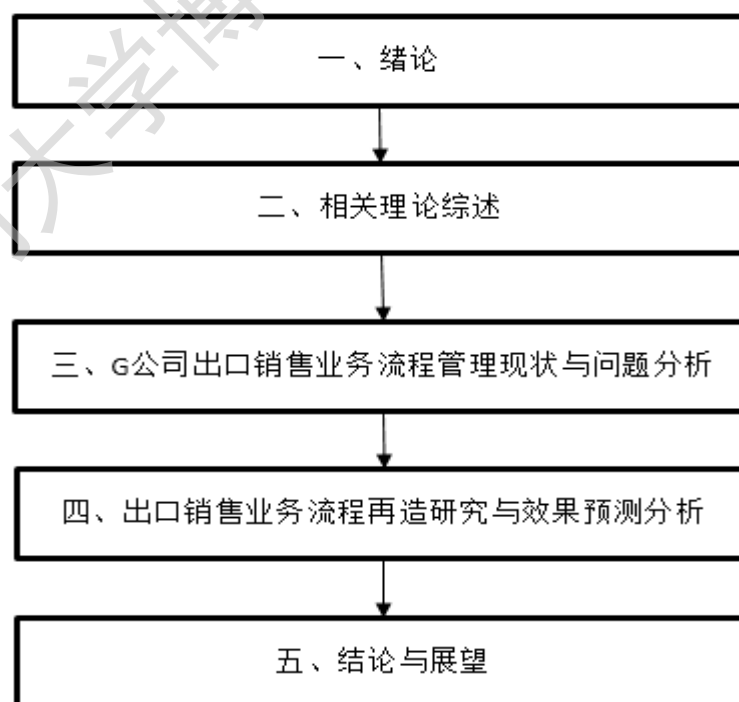 大学博
一、绪论
二、相关理论综述
三、G公司出口销售业务流程管理现状与问题分析
四、出口销售业务流程再造研究与效果预测分析
五、结论与展望